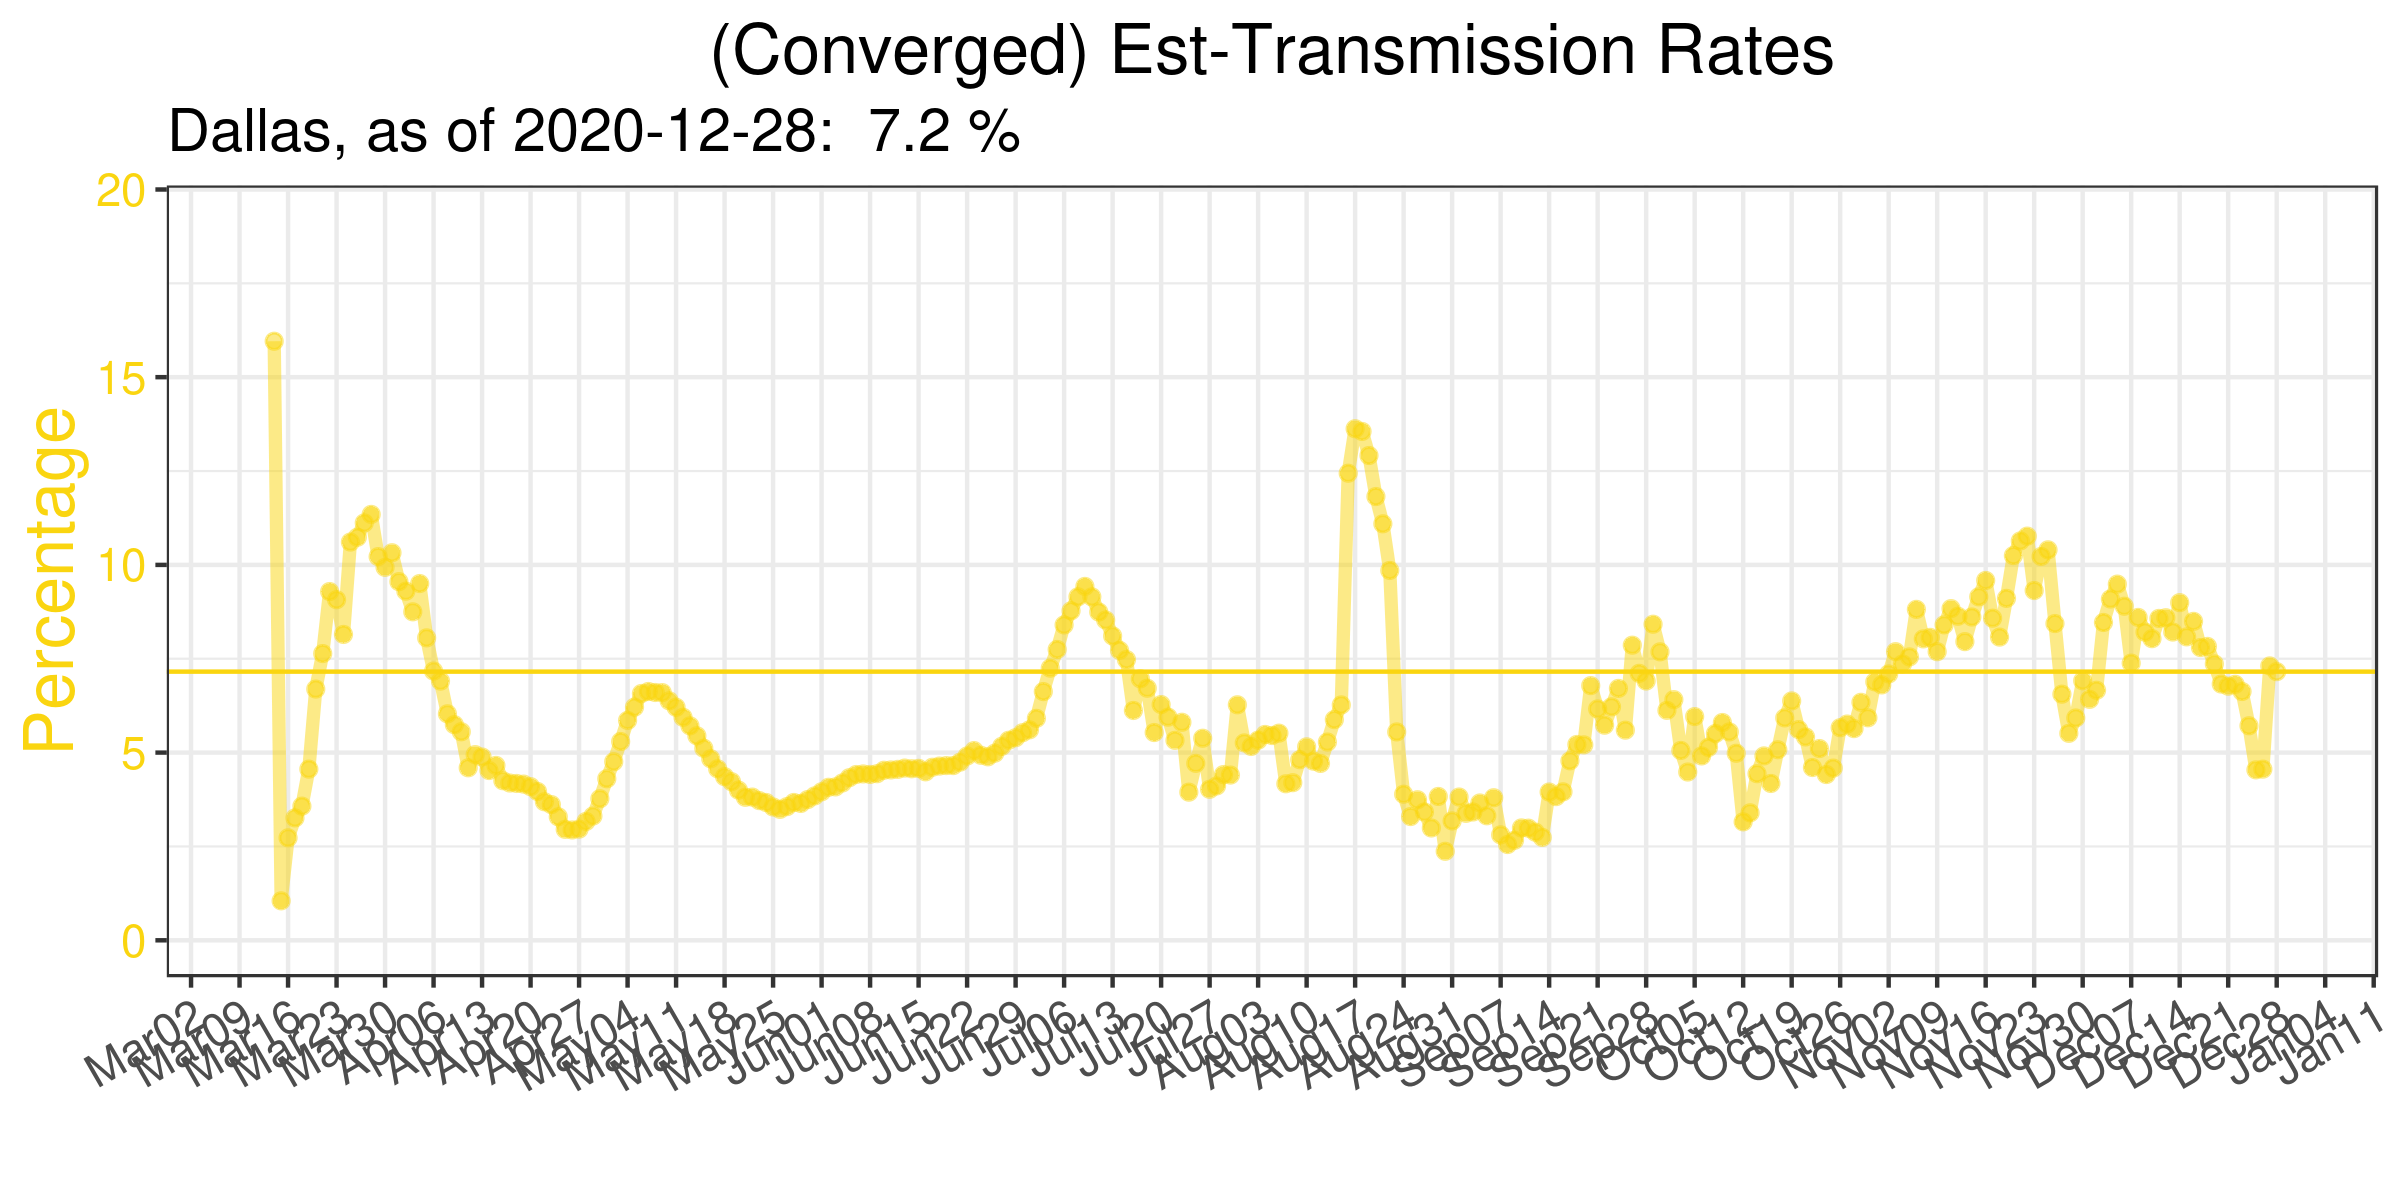 (Converged) Est-Transmission Rates
Dallas, as of 2020-12-28:  7.2 %
Percentage
20
15
10
5
0
Mar02
Mar09
Mar16
Mar23
Mar30
Apr06
Apr13
Apr20
Apr27
May04
May11
May18
May25
Jun01
Jun08
Jun15
Jun22
Jun29
Jul06
Jul13
Jul20
Jul27
Aug03
Aug10
Aug17
Aug24
Aug31
Sep07
Sep14
Sep21
Sep28
Oct05
Oct12
Oct19
Oct26
Nov02
Nov09
Nov16
Nov23
Nov30
Dec07
Dec14
Dec21
Dec28
Jan04
Jan11